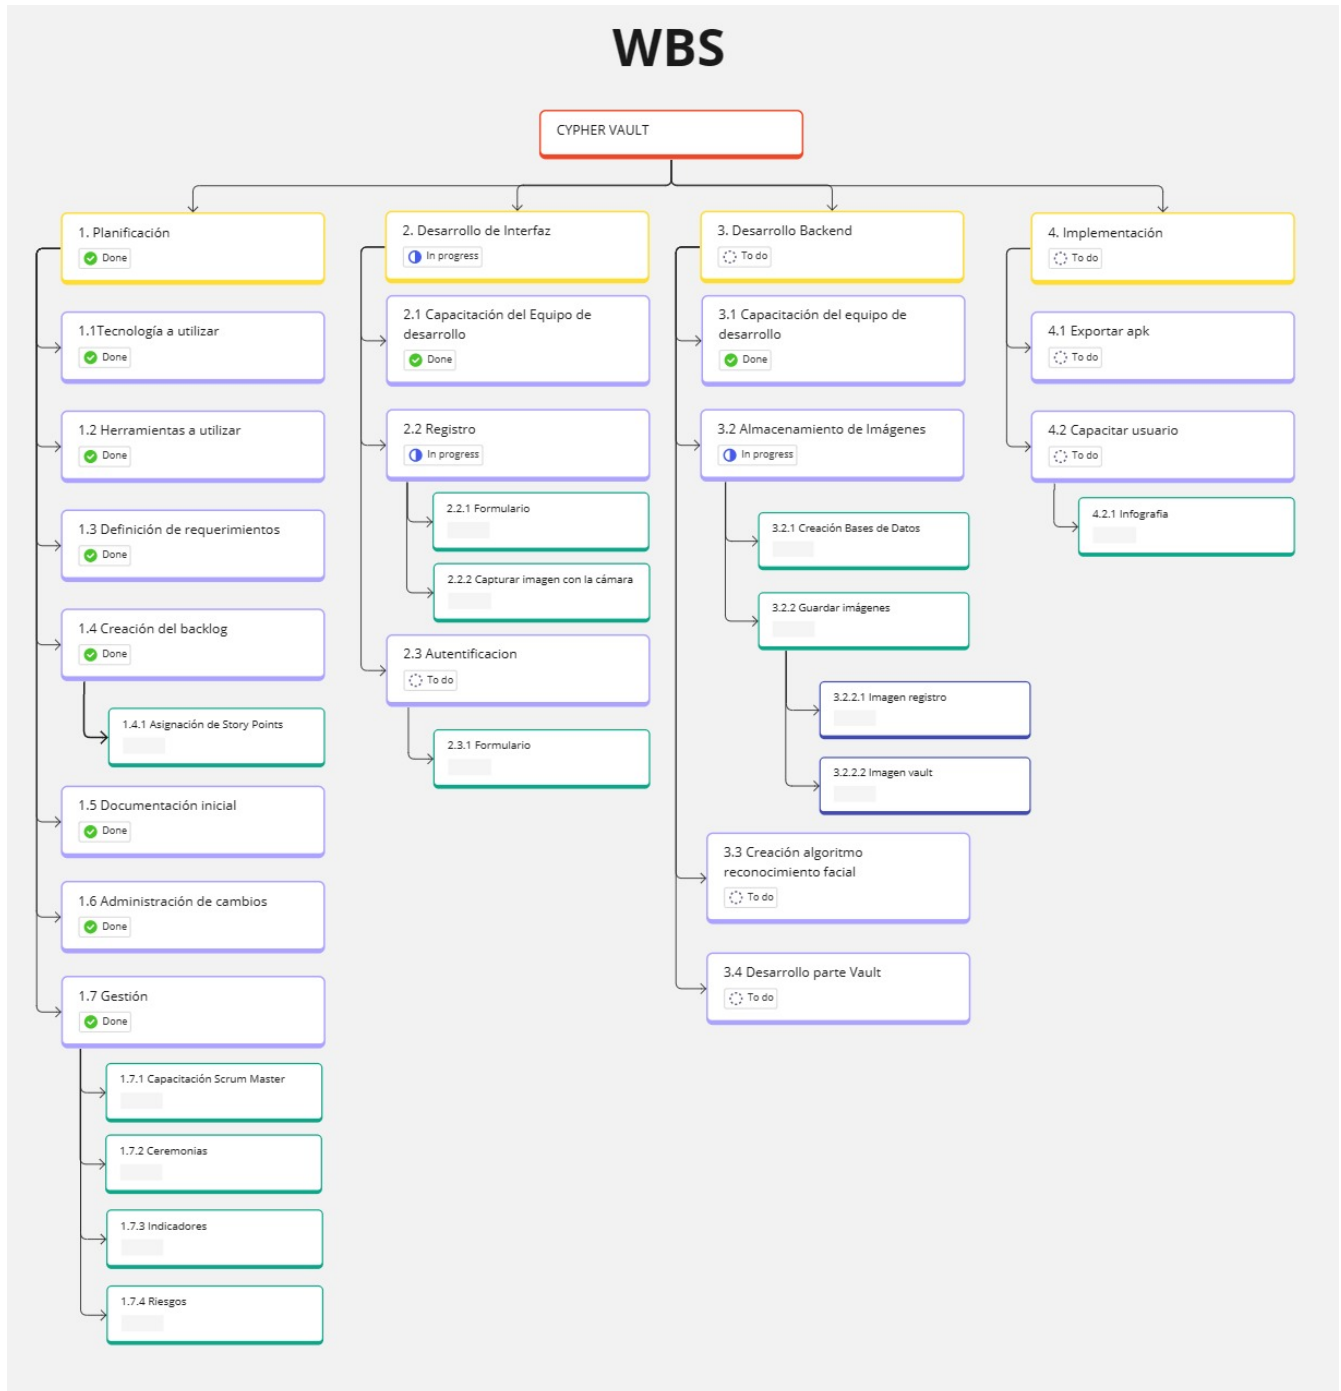 WBS
CYPHER VAULT
1. Planificación
Done
1.1Tecnología a utilizar
Done
1.2 Herramientas a utilizar
Done
1.3 Definición de requerimientos
Done
1.4 Creación del backlog
Done
1.4.1 Asignación de Story Points
1.5 Documentación inicial
Done
1.6 Administración de cambios
Done
1.7 Gestión
Done
1.7.1 Capacitación Scrum Master
1.7.2 Ceremonias
1.7.3 Indicadores
1.7.4 Riesgos
2. Desarrollo de Interfaz
In progress
2.1 Capacitación del Equipo de
desarrollo
Done
2.2 Registro
In progress
2.2.1 Formulario
2.2.2 Capturar imagen con la cámara
2.3 Autentificacion
To do
2.3.1 Formulario
3. Desarrollo Backend
To do
3.1 Capacitación del equipo de
desarrollo
Done
3.2 Almacenamiento de Imágenes
In progress
3.2.1 Creación Bases de Datos
3.2.2 Guardar imágenes
3.2.2.1 Imagen registro
3.2.2.2 Imagen vault
3.3 Creación algoritmo
reconocimiento facial
To do
3.4 Desarrollo parte Vault
To do
4. Implementación
To do
4.1 Exportar apk
To do
4.2 Capacitar usuario
To do
4.2.1 Infografia